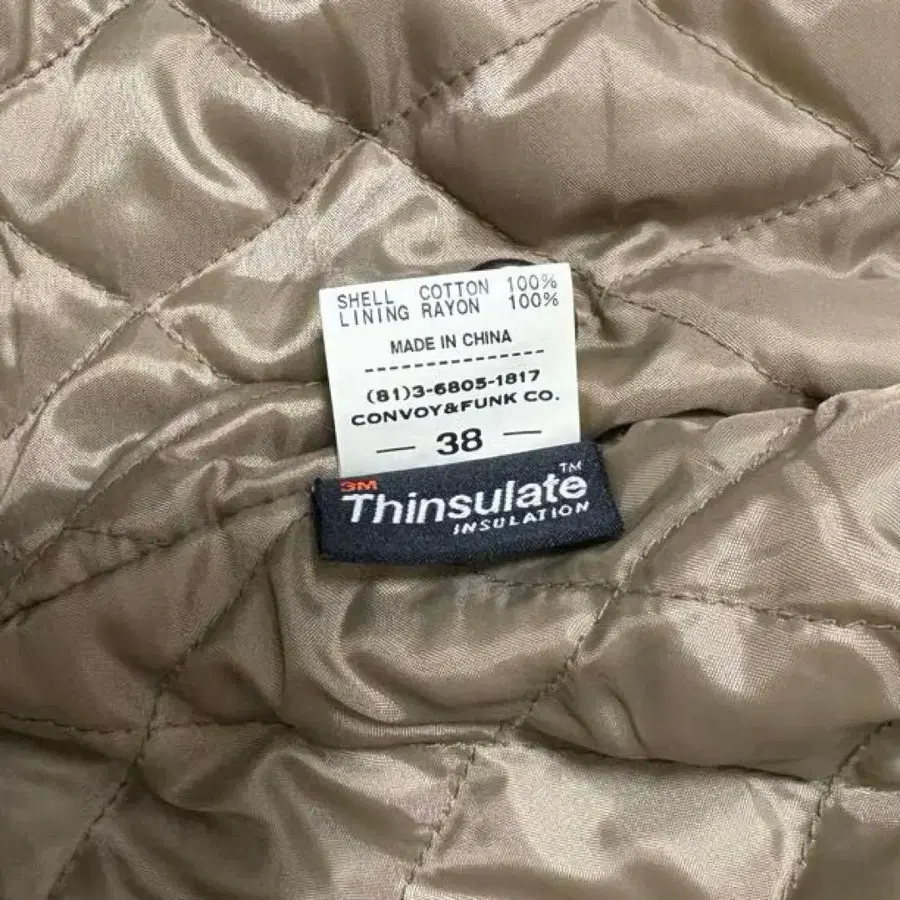 SHELL COTTON 100%
LINING RAYON 100%
MADE IN CHINA
(81)3-6805-1817
CONVOY&FUNK CO.
— 38 —
3M
Thinsulate™
INSULATION